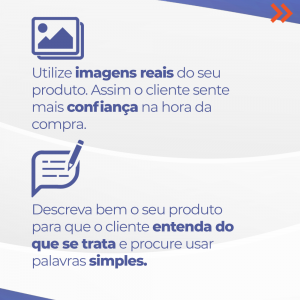 Utilize imagens reais do seu
produto. Assim o cliente sente
mais confiança na hora da
compra.
Descreva bem o seu produto
para que o cliente entenda do
que se trata e procure usar
palavras simples.